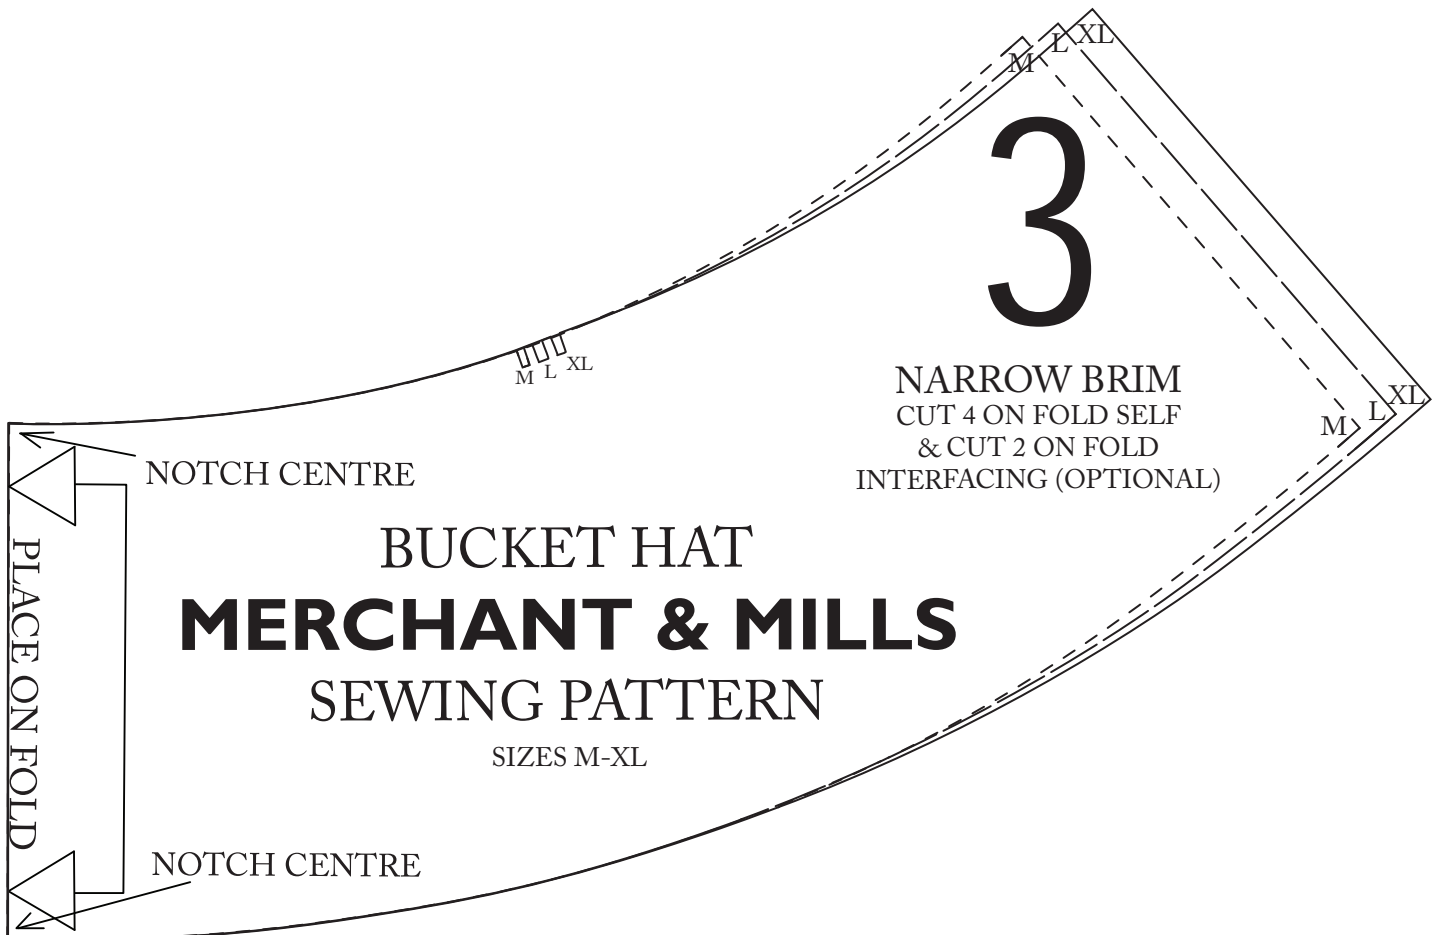 XL
L
M
3
M
L
XL
NARROW BRIM
CUT 4 ON FOLD SELF
& CUT 2 ON FOLD
INTERFACING (OPTIONAL)
XL
L
M
NOTCH CENTRE
PLACE ON FOLD
BUCKET HAT
MERCHANT & MILLS
SEWING PATTERN
SIZES M-XL
NOTCH CENTRE